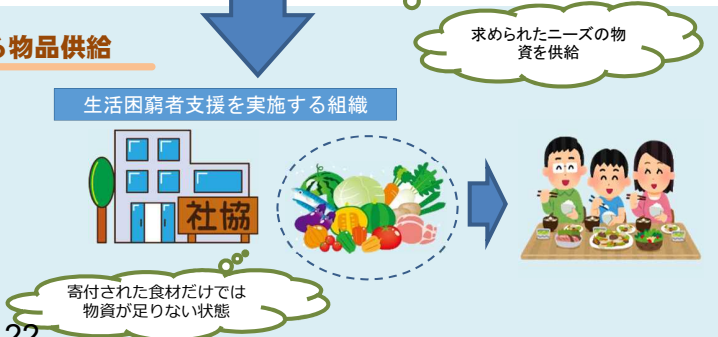 る物品供給
求められたニーズの物
資を供給
生活困窮者支援を実施する組織
社協
寄付された食材だけでは
物資が足りない状態
22